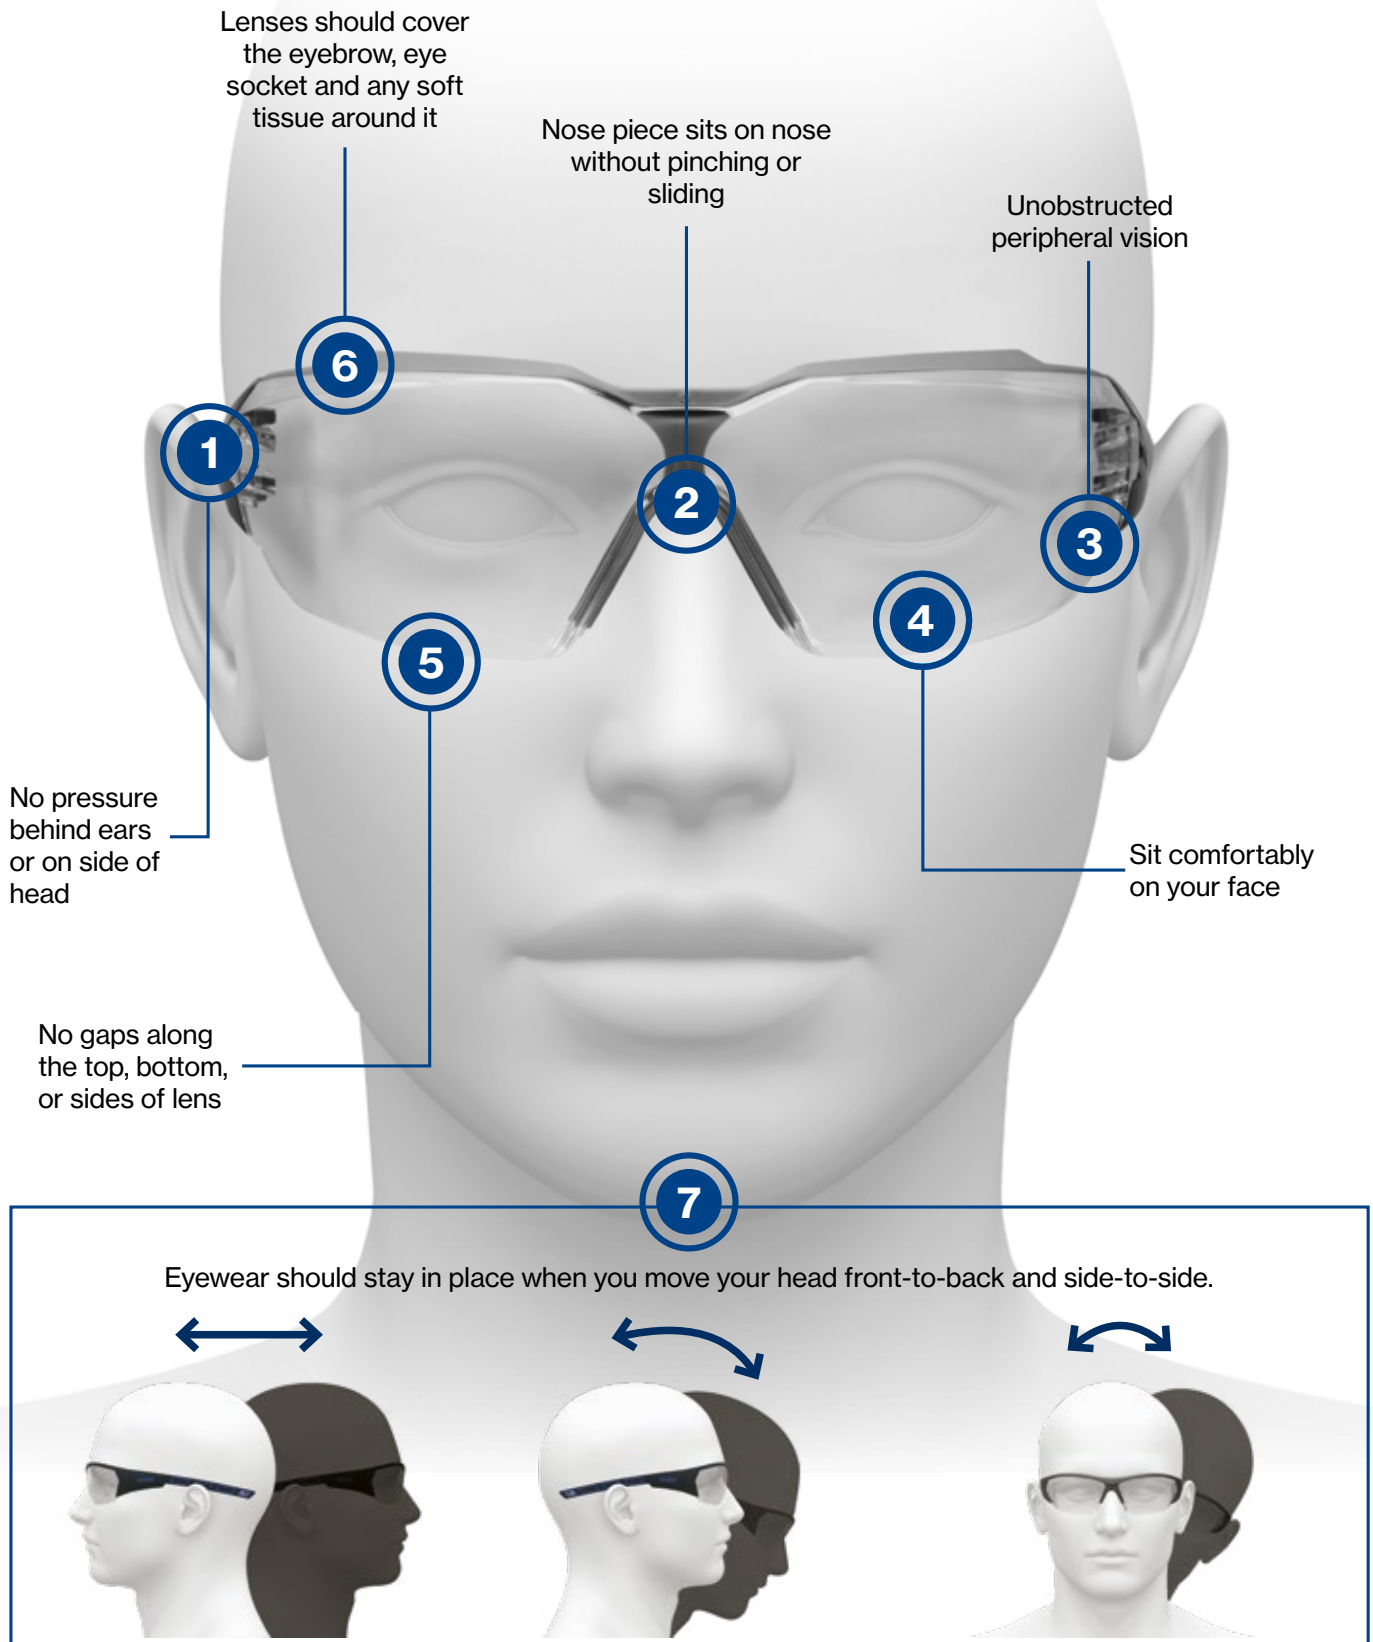 Lenses should cover
the eyebrow, eye
socket and any soft
tissue around it
Nose piece sits on nose
without pinching or
sliding
Unobstructed
peripheral vision
6
1
2
3
4
5
No pressure
behind ears
or on side of
head
Sit comfortably
on your face
No gaps along
the top, bottom,
or sides of lens
7
Eyewear should stay in place when you move your head front-to-back and side-to-side.